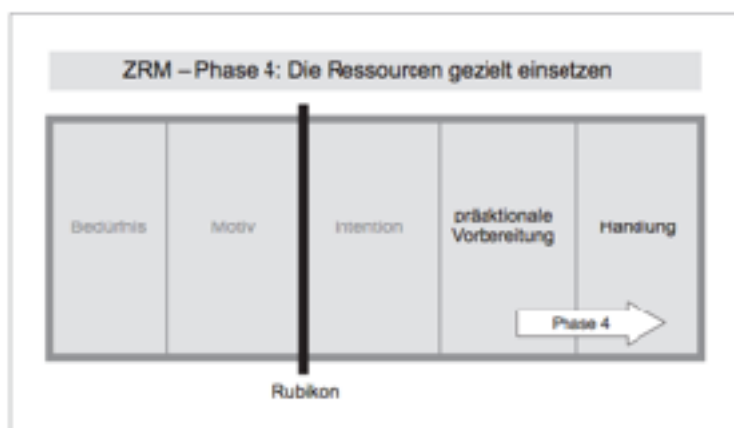 ZRM – Phase 4: Die Ressourcen gezielt einsetzen
Bedürfnis
Motiv
Intention
präaktionale
Vorbereitung
Handlung
Phase 4
Rubikon